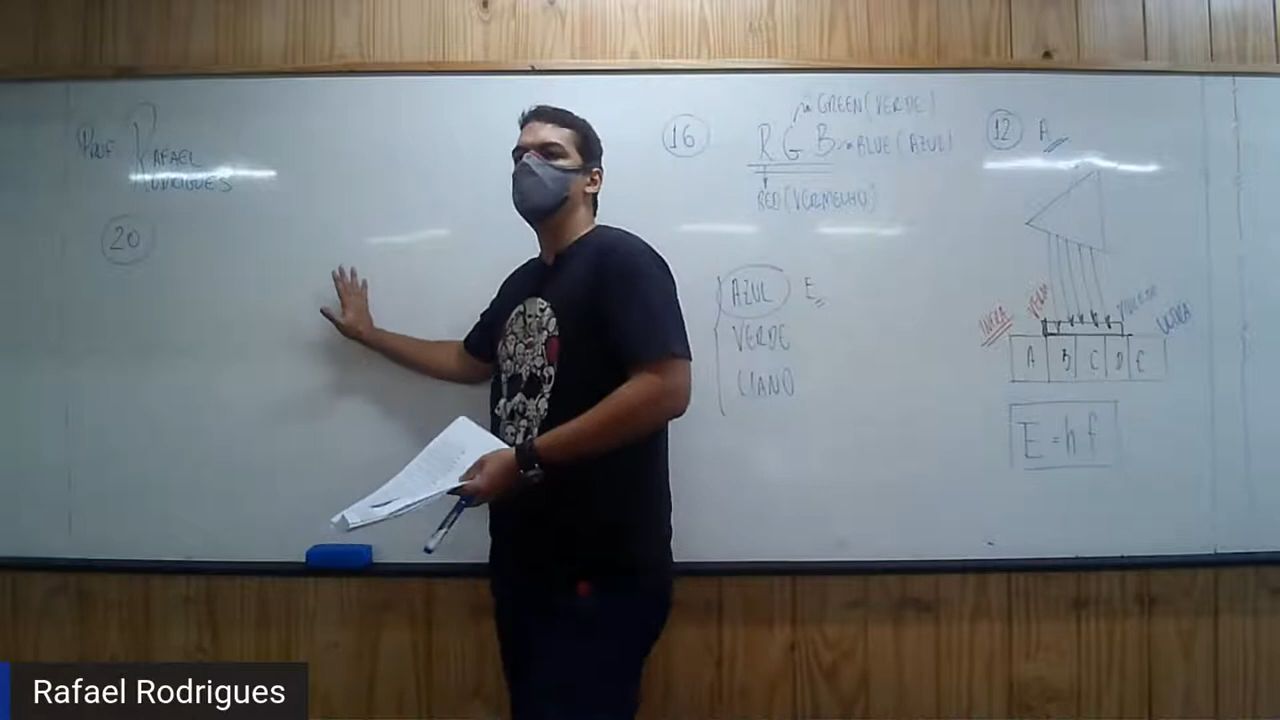 Prof RAFAEL
RODRIGUES
20
16
GREEN (VERDE)
R G B BLUE (AZUL)
RED (VERMELHO)
AZUL E
VERDE
CIANO
12 A
INFRA VERM VIOLETA ULTRA
A B C D E
E = h f
Rafael Rodrigues